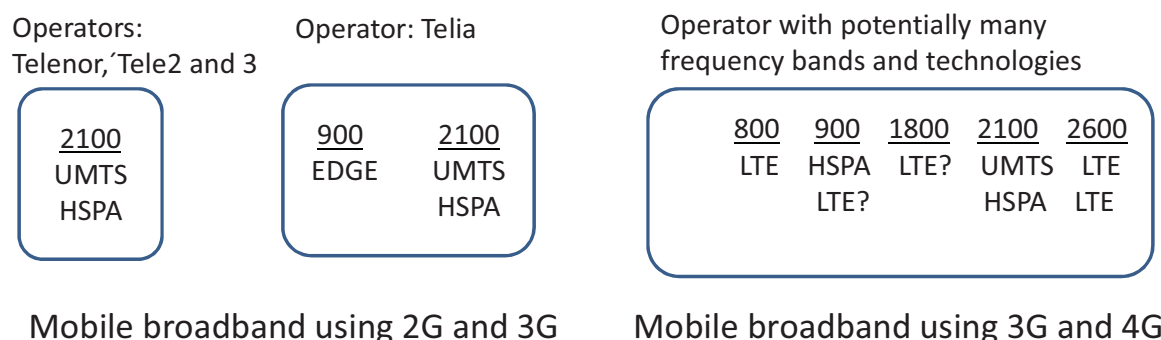 Operators:
Telenor,´Tele2 and 3
2100
UMTS
HSPA
Operator: Telia
900 2100
EDGE UMTS
HSPA
Mobile broadband using 2G and 3G
Operator with potentially many
frequency bands and technologies
800 900 1800 2100 2600
LTE HSPA LTE? UMTS LTE
LTE? HSPA LTE
Mobile broadband using 3G and 4G